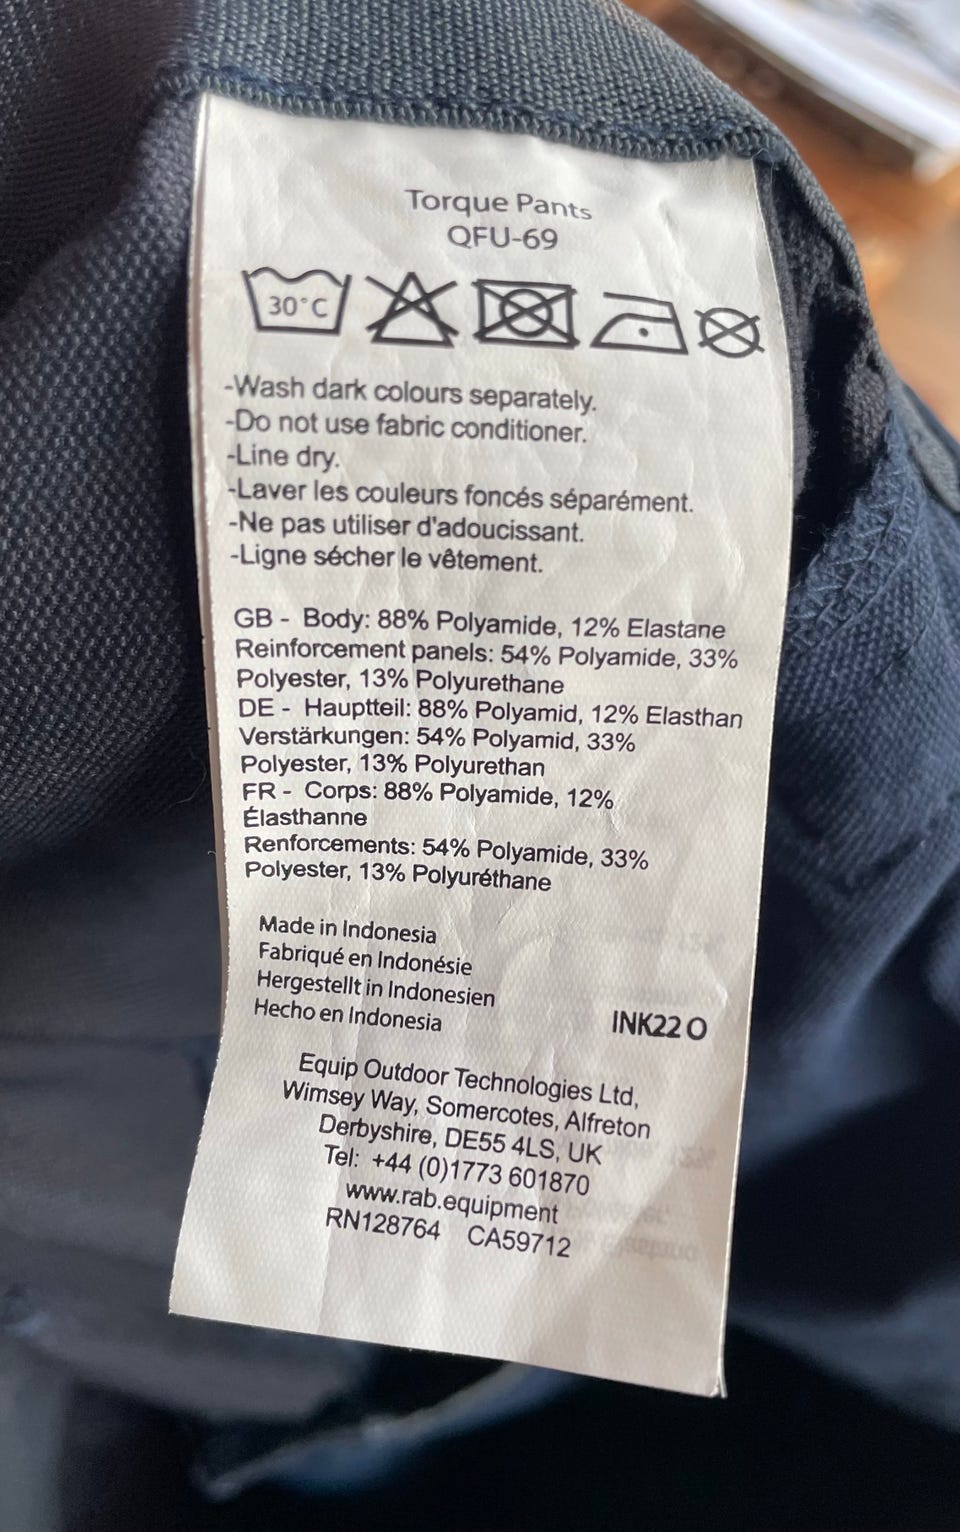 Torque Pants
QFU-69
30°C
-Wash dark colours separately.
-Do not use fabric conditioner.
-Line dry.
-Laver les couleurs foncés séparément.
-Ne pas utiliser d'adoucissant.
-Ligne sécher le vêtement.
GB - Body: 88% Polyamide, 12% Elastane
Reinforcement panels: 54% Polyamide, 33%
Polyester, 13% Polyurethane
DE - Hauptteil: 88% Polyamid, 12% Elasthan
Verstärkungen: 54% Polyamid, 33%
Polyester, 13% Polyurethan
FR - Corps: 88% Polyamide, 12%
Élasthanne
Renforcements: 54% Polyamide, 33%
Polyester, 13% Polyuréthane
Made in Indonesia
Fabriqué en Indonésie
Hergestellt in Indonesien
Hecho en Indonesia
INK22 O
Equip Outdoor Technologies Ltd,
Wimsey Way, Somercotes, Alfreton
Derbyshire, DE55 4LS, UK
Tel: +44 (0)1773 601870
www.rab.equipment
RN128764 CA59712